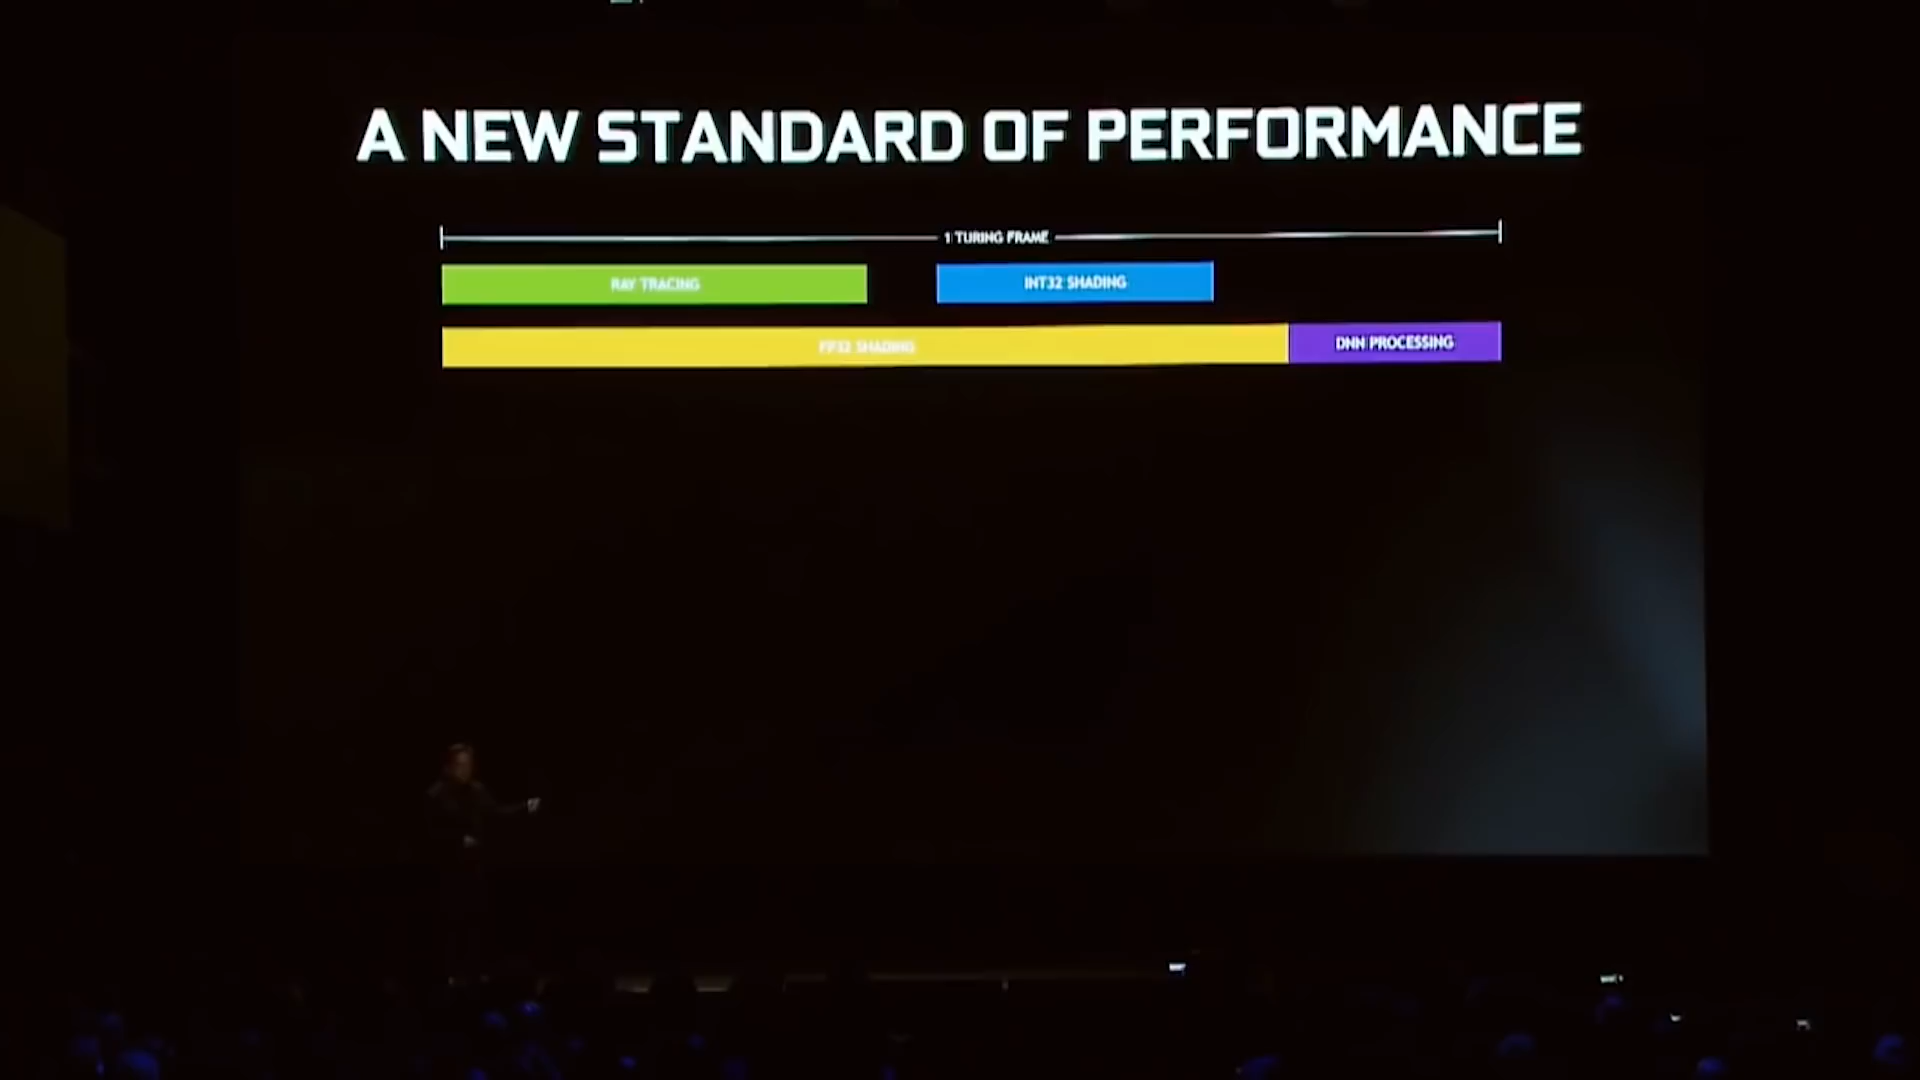 A NEW STANDARD OF PERFORMANCE
1 TURING FRAME
RAY TRACING
INT32 SHADING
FP32 SHADING
DNN PROCESSING